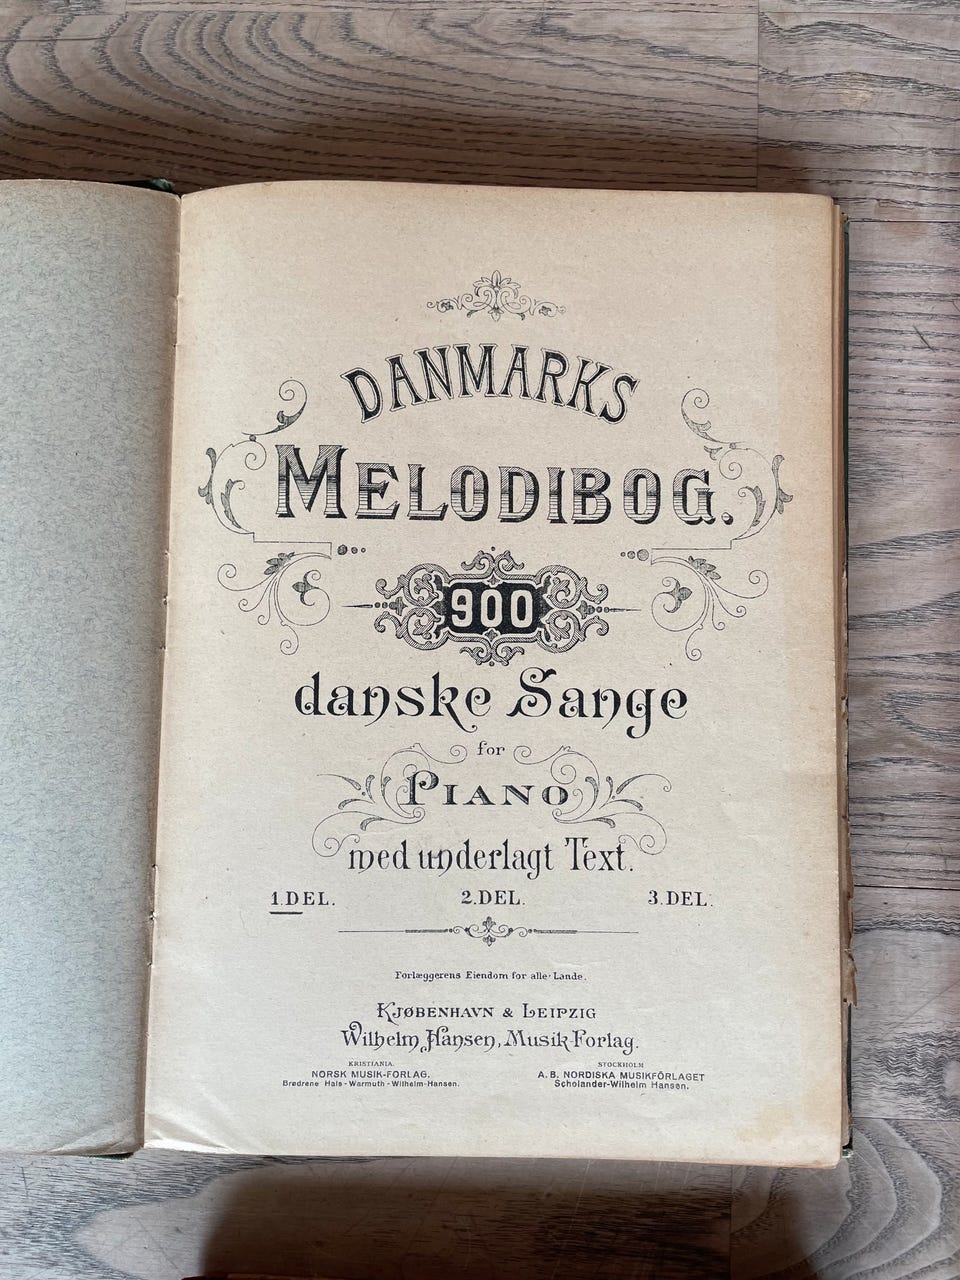 DANMARKS
MELODIBOG.
900
danske Sange
for
PIANO
med underlagt Text.
1.DEL. 2.DEL. 3.DEL.
Forlæggerens Eiendom for alle Lande.
KJØBENHAVN & LEIPZIG
Wilhelm Hansen, Musik-Forlag.
KRISTIANIA.
NORSK MUSIK-FORLAG.
Brødrene Hals-Warmuth-Wilhelm-Hansen.
STOCKHOLM
A.B. NORDISKA MUSIKFÖRLAGET
Scholander-Wilhelm Hansen.